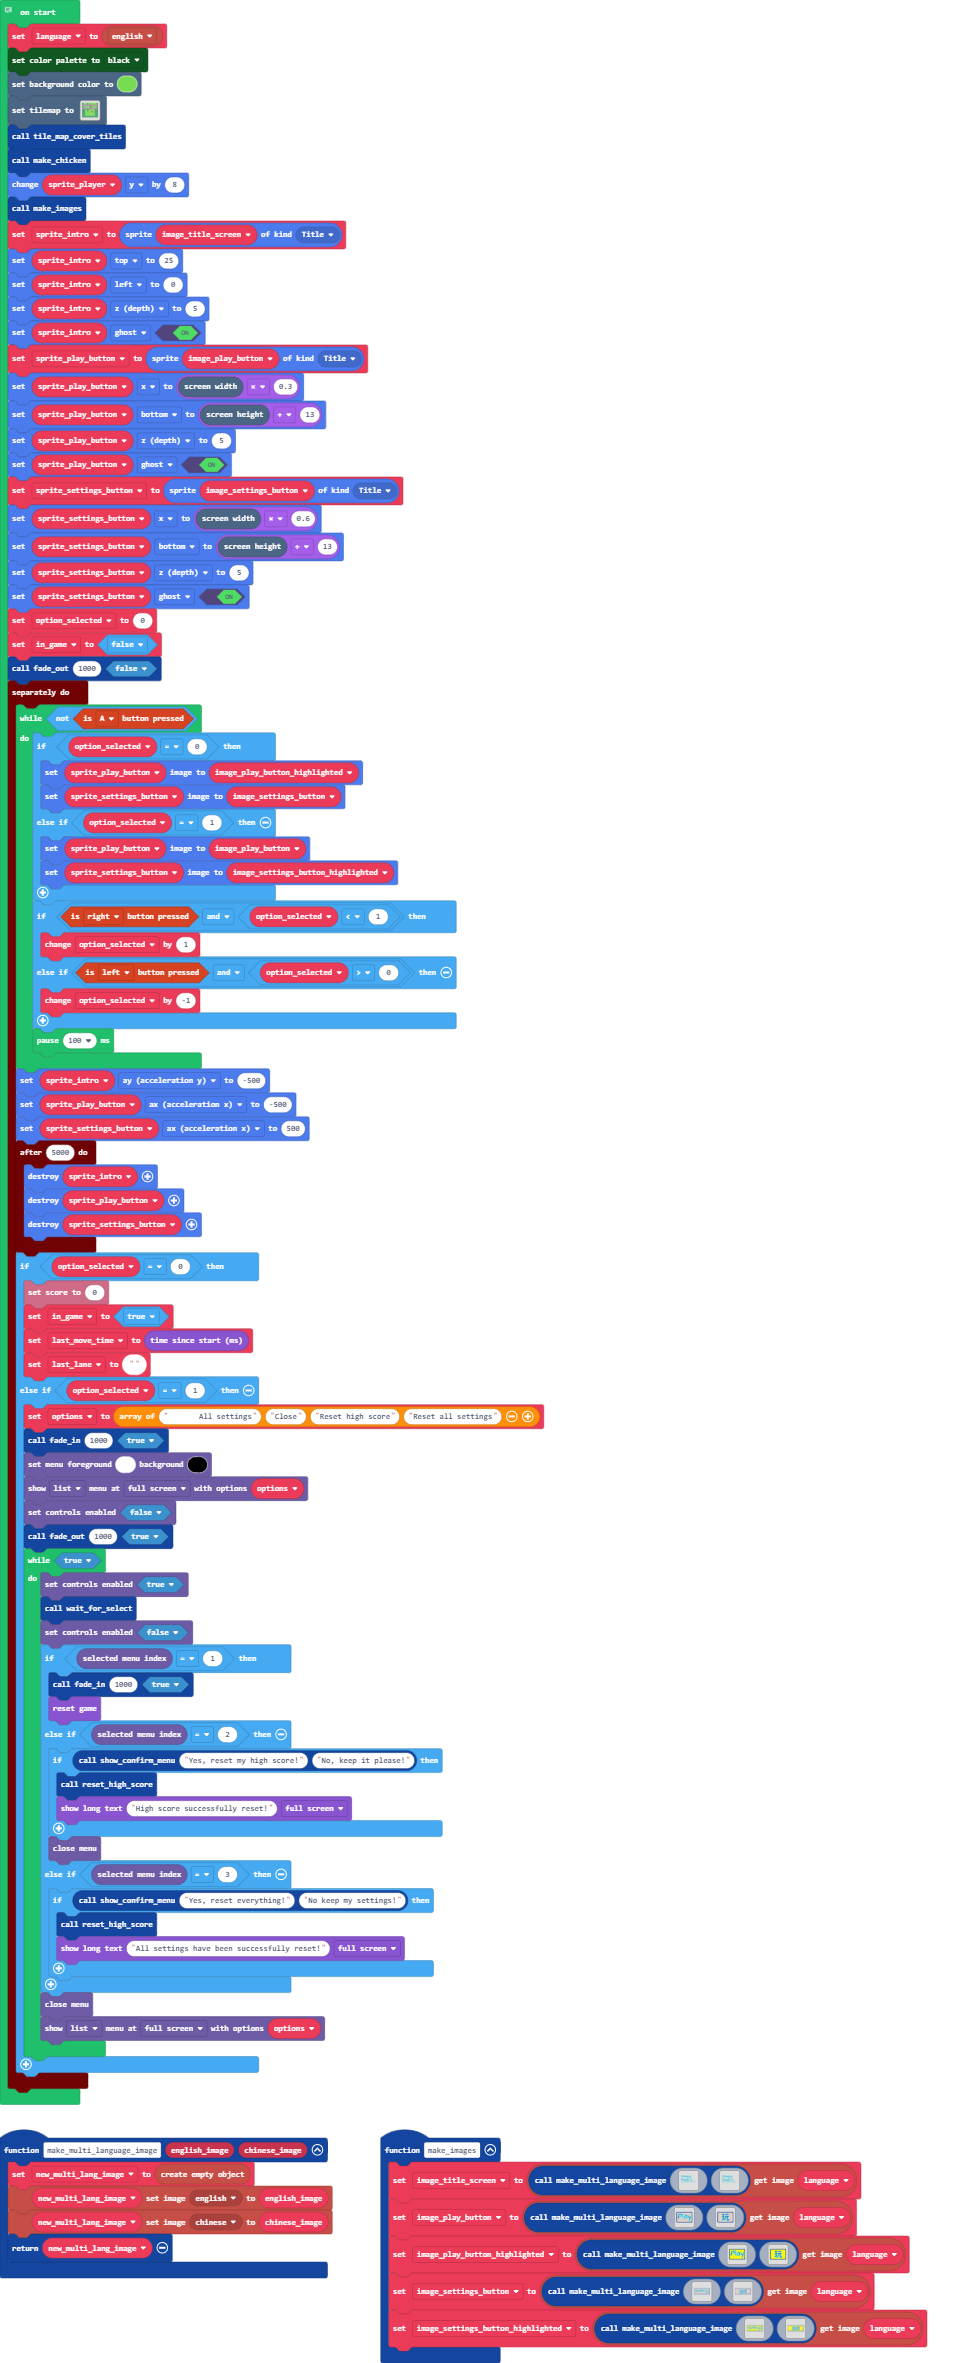 on start
set language to english
set color palette to black
set background color to
set tilemap to
call tile_map_cover_tiles
call make_chicken
change sprite_player y by 8
call make_images
set sprite_intro to sprite image_title_screen of kind Title
set sprite_intro top to 25
set sprite_intro left to 0
set sprite_intro z (depth) to 5
set sprite_intro ghost ON
set sprite_play_button to sprite image_play_button of kind Title
set sprite_play_button x to screen width × 0.3
set sprite_play_button bottom to screen height ÷ 13
set sprite_play_button z (depth) to 5
set sprite_play_button ghost ON
set sprite_settings_button to sprite image_settings_button of kind Title
set sprite_settings_button x to screen width × 0.6
set sprite_settings_button bottom to screen height ÷ 13
set sprite_settings_button z (depth) to 5
set sprite_settings_button ghost ON
set option_selected to 0
set in_game to false
call fade_out 1000 false
separately do
while not is A button pressed
do
if option_selected = 0 then
set sprite_play_button image to image_play_button_highlighted
set sprite_settings_button image to image_settings_button
else if option_selected = 1 then
set sprite_play_button image to image_play_button
set sprite_settings_button image to image_settings_button_highlighted
if is right button pressed and option_selected < 1 then
change option_selected by 1
else if is left button pressed and option_selected > 0 then
change option_selected by -1
pause 100 ms
set sprite_intro ay (acceleration y) to -500
set sprite_play_button ax (acceleration x) to -500
set sprite_settings_button ax (acceleration x) to 500
after 5000 do
destroy sprite_intro
destroy sprite_play_button
destroy sprite_settings_button
if option_selected = 0 then
set score to 0
set in_game to true
set last_move_time to time since start (ms)
set last_lane to " "
else if option_selected = 1 then
set options to array of " All settings" "Close" "Reset high score" "Reset all settings"
call fade_in 1000 true
set menu foreground background
show list menu at full screen with options options
set controls enabled false
call fade_out 1000 true
while true
do
set controls enabled true
call wait_for_select
set controls enabled false
if selected menu index = 1 then
call fade_in 1000 true
reset game
else if selected menu index = 2 then
if call show_confirm_menu "Yes, reset my high score!" "No, keep it please!" then
call reset_high_score
show long text "High score successfully reset!" full screen
close menu
else if selected menu index = 3 then
if call show_confirm_menu "Yes, reset everything!" "No keep my settings!" then
call reset_high_score
show long text "All settings have been successfully reset!" full screen
close menu
show list menu at full screen with options options
function make_multi_language_image english_image chinese_image
set new_multi_lang_image to create empty object
new_multi_lang_image set image english to english_image
new_multi_lang_image set image chinese to chinese_image
return new_multi_lang_image
function make_images
set image_title_screen to call make_multi_language_image get image language
set image_play_button to call make_multi_language_image Play 玩 get image language
set image_play_button_highlighted to call make_multi_language_image Play 玩 get image language
set image_settings_button to call make_multi_language_image get image language
set image_settings_button_highlighted to call make_multi_language_image get image language